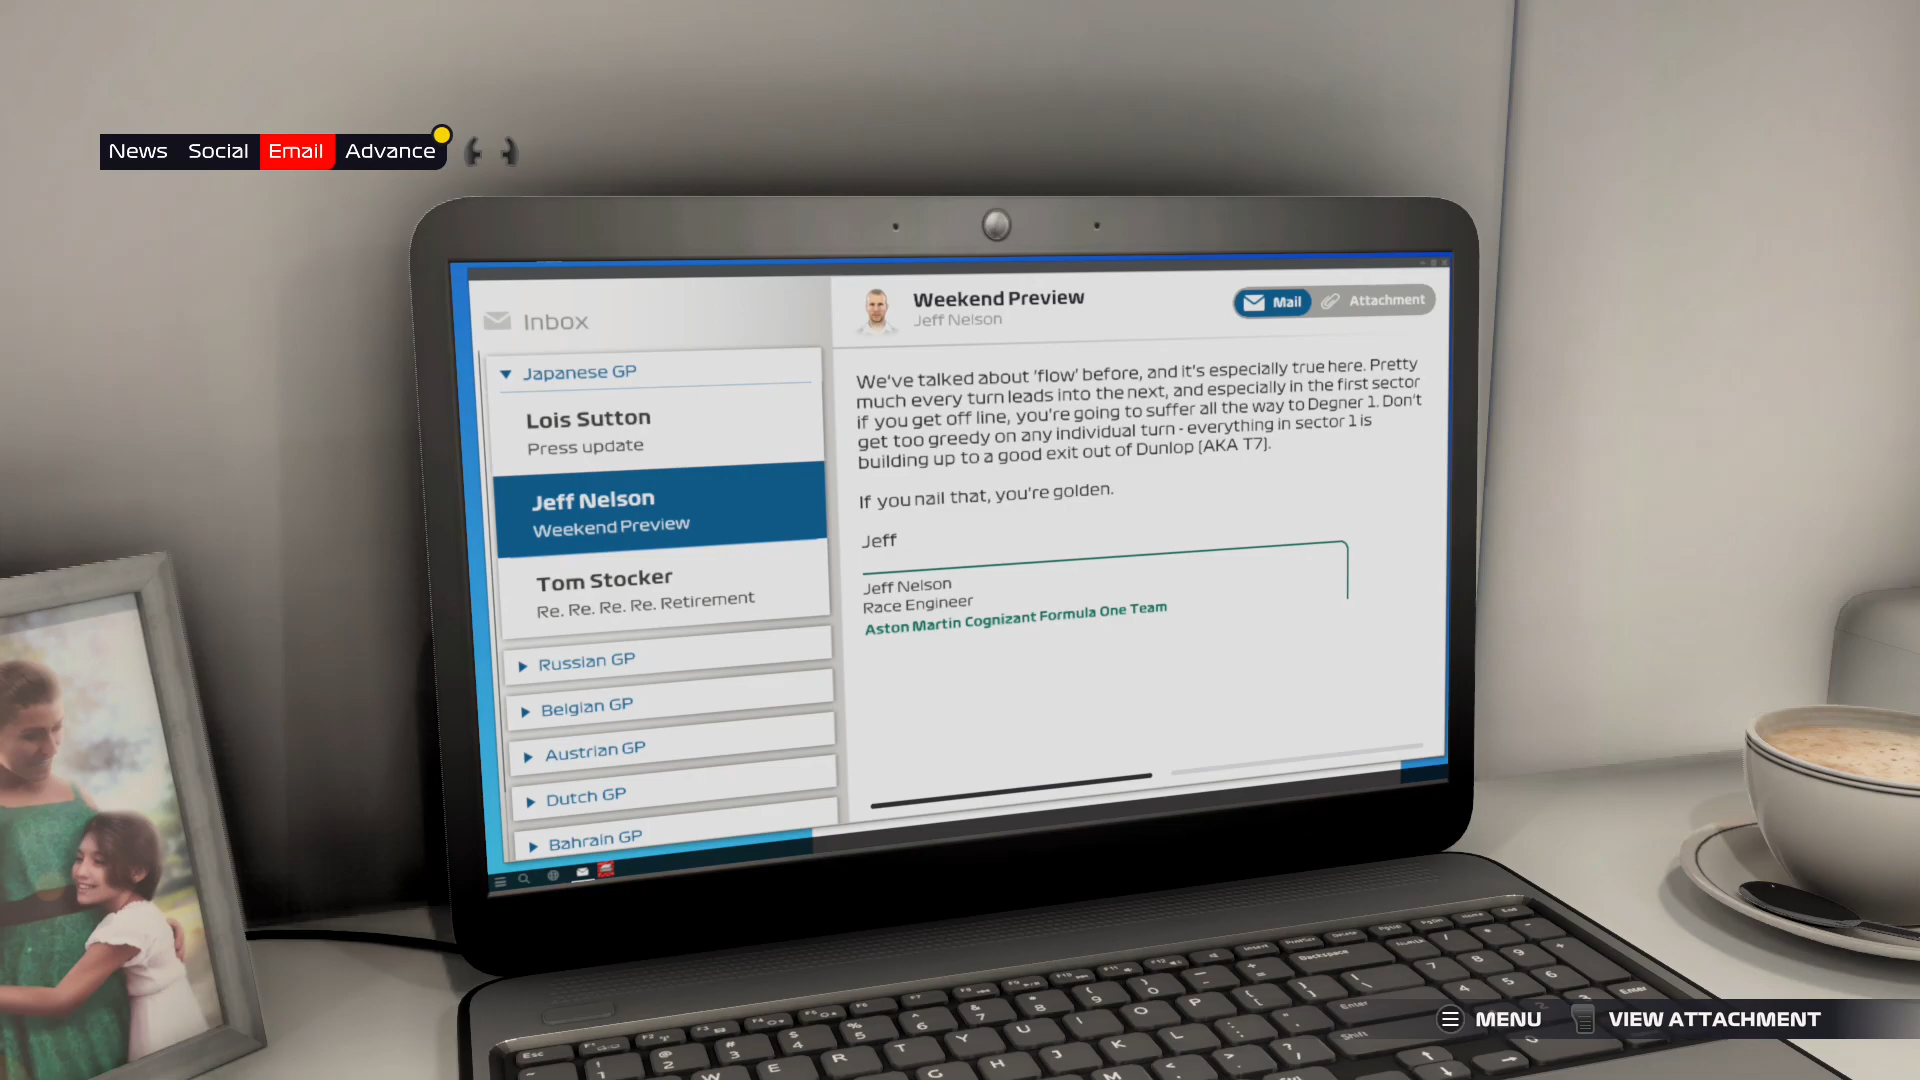 News Social Email Advance
Inbox
Japanese GP
Lois Sutton
Press update
Jeff Nelson
Weekend Preview
Tom Stocker
Re. Re. Re. Re. Retirement
Russian GP
Belgian GP
Austrian GP
Dutch GP
Bahrain GP
Weekend Preview
Jeff Nelson
Mail Attachment
We've talked about 'flow' before, and it's especially true here. Pretty
much every turn leads into the next, and especially in the first sector
if you get off line, you're going to suffer all the way to Degner 1. Don't
get too greedy on any individual turn - everything in sector 1 is
building up to a good exit out of Dunlop (AKA T7).
If you nail that, you're golden.
Jeff
Jeff Nelson
Race Engineer
Aston Martin Cognizant Formula One Team
MENU VIEW ATTACHMENT